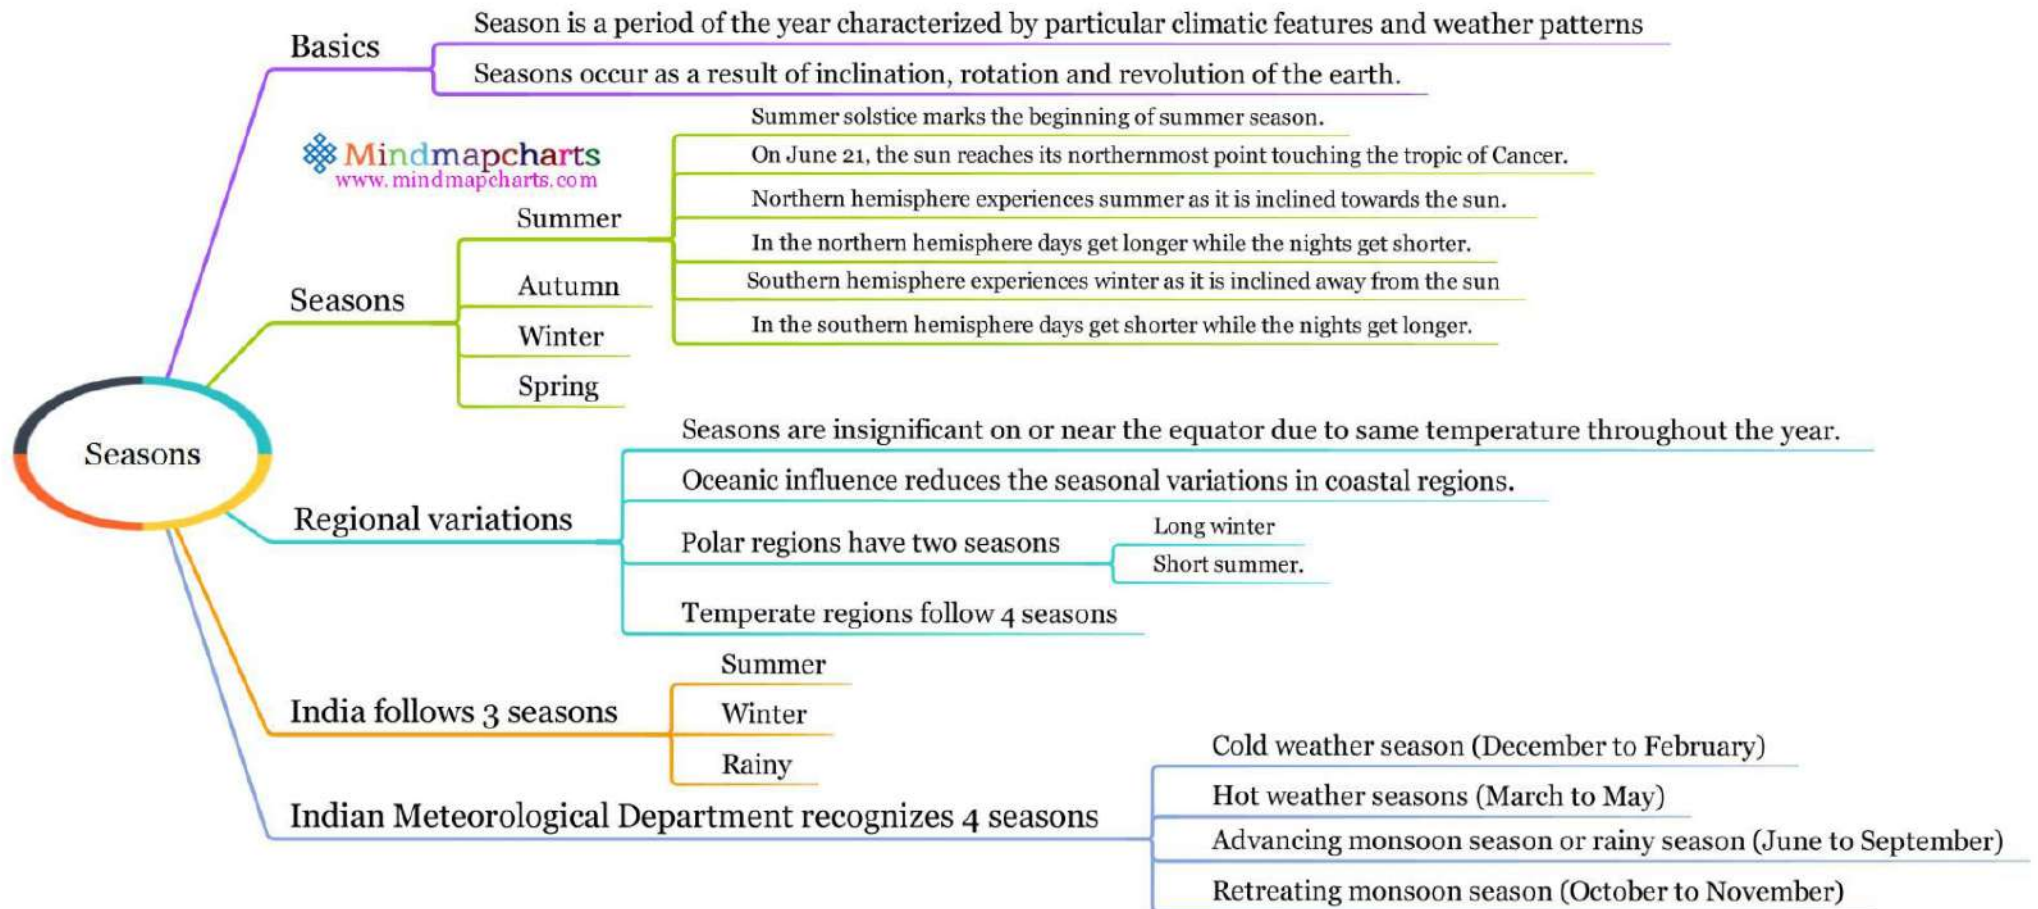 Basics
Season is a period of the year characterized by particular climatic features and weather patterns
Seasons occur as a result of inclination, rotation and revolution of the earth.
Mindmapcharts
www.mindmapcharts.com
Seasons
Summer
Summer solstice marks the beginning of summer season.
On June 21, the sun reaches its northernmost point touching the tropic of Cancer.
Northern hemisphere experiences summer as it is inclined towards the sun.
In the northern hemisphere days get longer while the nights get shorter.
Southern hemisphere experiences winter as it is inclined away from the sun
In the southern hemisphere days get shorter while the nights get longer.
Autumn
Winter
Spring
Seasons
Regional variations
Seasons are insignificant on or near the equator due to same temperature throughout the year.
Oceanic influence reduces the seasonal variations in coastal regions.
Polar regions have two seasons
Long winter
Short summer.
Temperate regions follow 4 seasons
India follows 3 seasons
Summer
Winter
Rainy
Indian Meteorological Department recognizes 4 seasons
Cold weather season (December to February)
Hot weather seasons (March to May)
Advancing monsoon season or rainy season (June to September)
Retreating monsoon season (October to November)